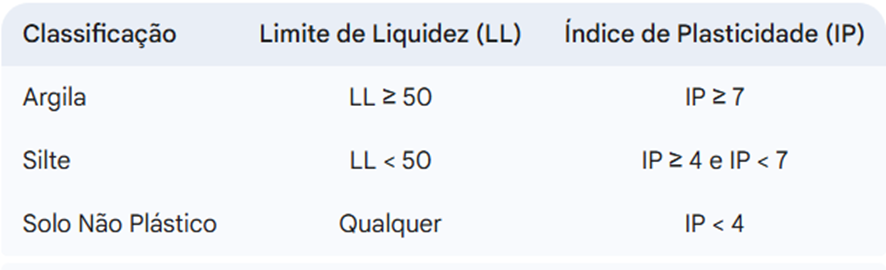 Classificação Limite de Liquidez (LL) Índice de Plasticidade (IP)
Argila LL ≥ 50 IP ≥ 7
Silte LL < 50 IP ≥ 4 e IP < 7
Solo Não Plástico Qualquer IP < 4